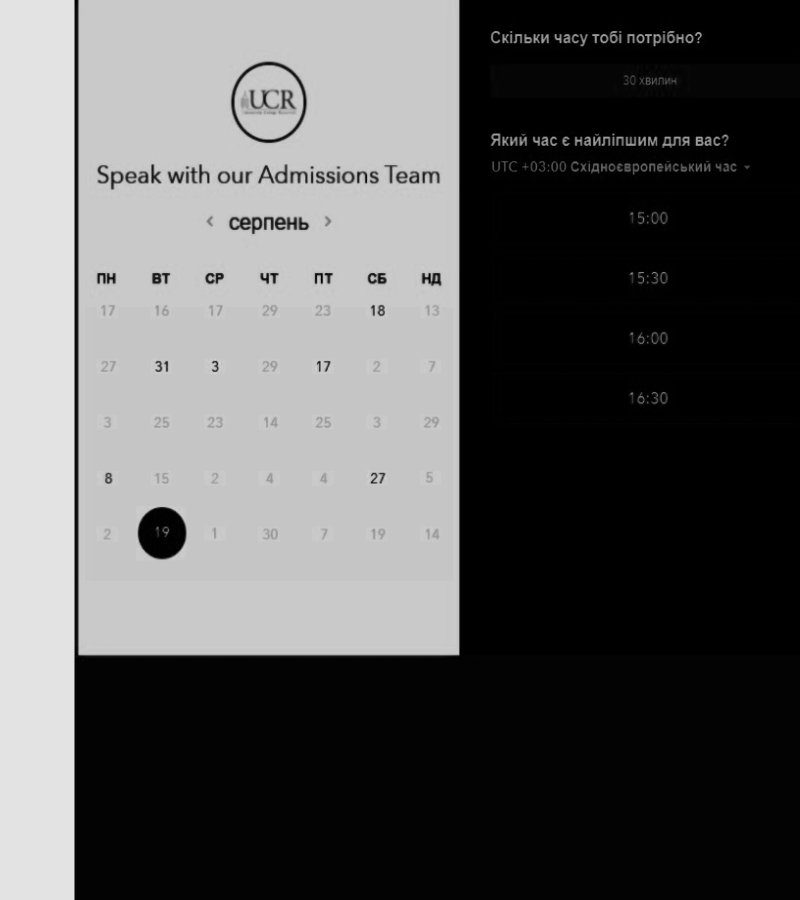 UCR
Speak with our Admissions Team
< серпень >
ПН ВТ СР ЧТ ПТ СБ НД
17 16 17 29 23 18 13
27 31 3 29 17 2 7
3 25 23 14 25 3 29
8 15 2 4 4 27 5
2 19 1 30 7 19 14
Скільки часу тобі потрібно?
30 хвилин
Який час є найліпшим для вас?
UTC +03:00 Східноєвропейський час
15:00
15:30
16:00
16:30